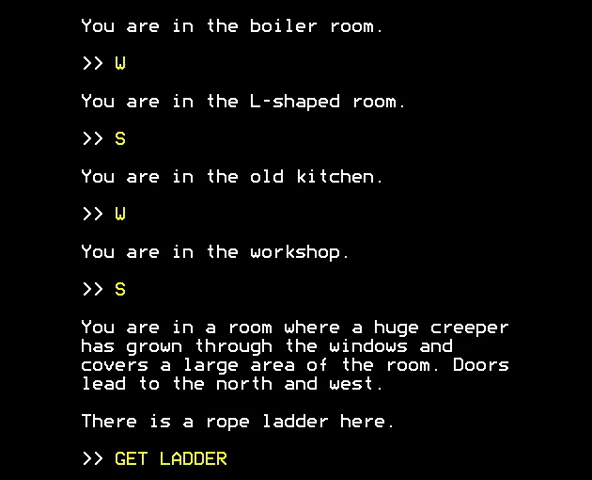 You are in the boiler room.
>> W
You are in the L-shaped room.
>> S
You are in the old kitchen.
>> W
You are in the workshop.
>> S
You are in a room where a huge creeper
has grown through the windows and
covers a large area of the room. Doors
lead to the north and west.
There is a rope ladder here.
>> GET LADDER